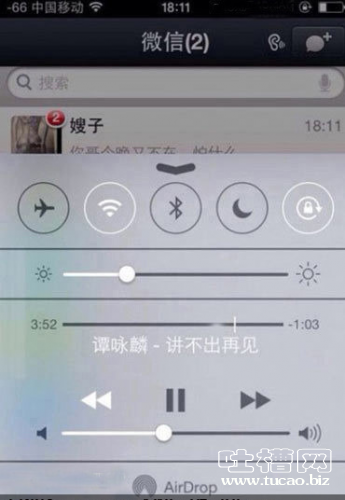 -66 中国移动 18:11
微信(2)
搜索
2
嫂子 18:11
你哥今晚又不在，怕什么
3:52 -1:03
谭咏麟 - 讲不出再见
AirDrop
吐槽网
www.tucao.biz